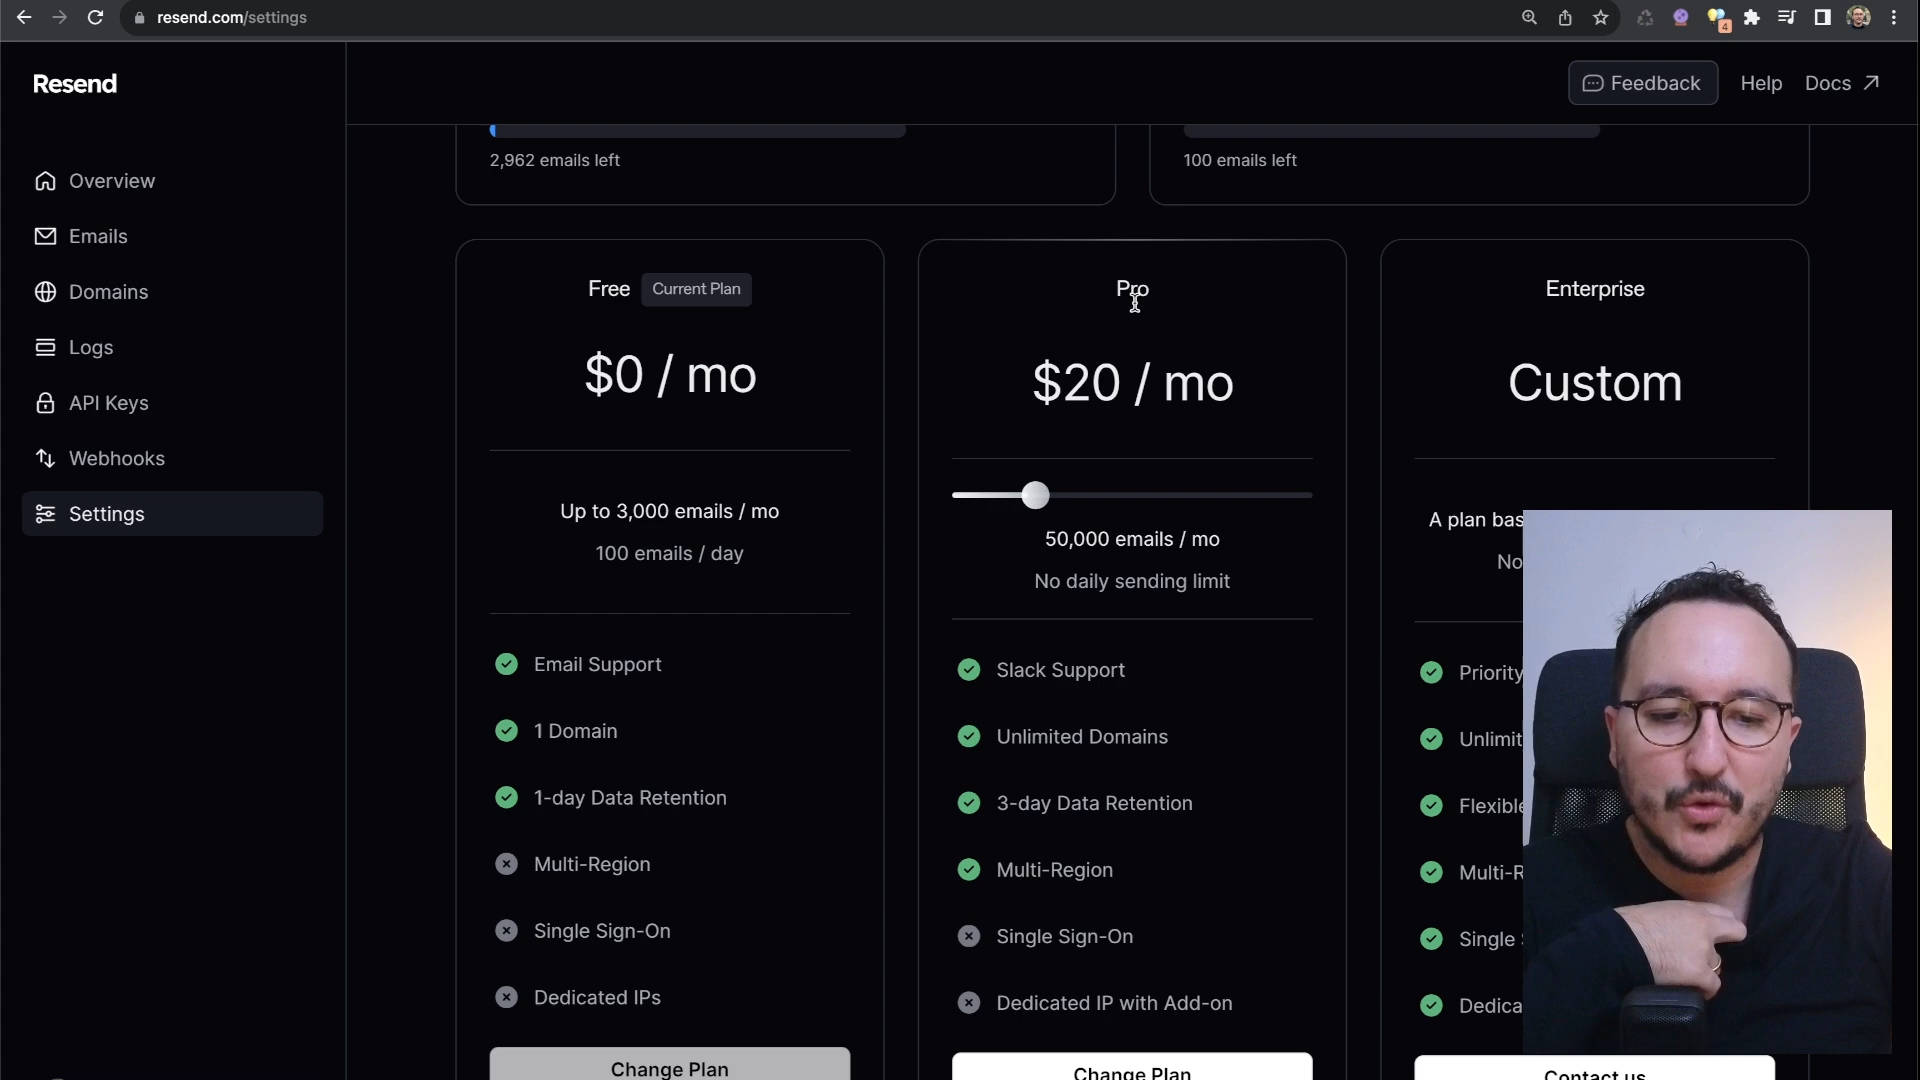 resend.com/settings
4
Resend
Feedback
Help
Docs
Overview
Emails
Domains
Logs
API Keys
Webhooks
Settings
2,962 emails left
100 emails left
Free
Current Plan
$0 / mo
Up to 3,000 emails / mo
100 emails / day
Email Support
1 Domain
1-day Data Retention
Multi-Region
Single Sign-On
Dedicated IPs
Change Plan
Pro
$20 / mo
50,000 emails / mo
No daily sending limit
Slack Support
Unlimited Domains
3-day Data Retention
Multi-Region
Single Sign-On
Dedicated IP with Add-on
Change Plan
Enterprise
Custom
A plan bas
No
Priority
Unlimit
Flexible
Multi-R
Single
Dedica
Contact us